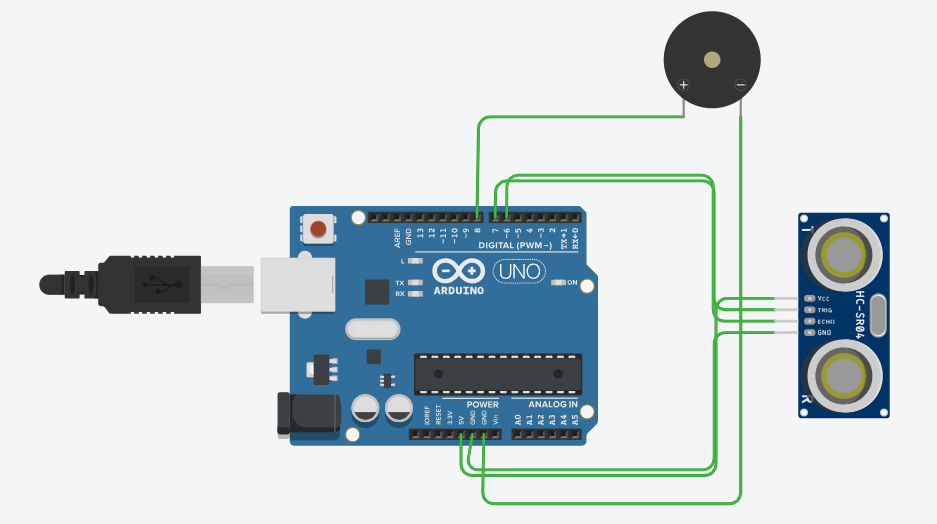 + −
AREF
GND
13
12
~11
~10
~9
8
7
~6
~5
4
~3
2
TX→1
RX←0
DIGITAL (PWM~)
L
TX
RX
UNO
ARDUINO
ON
T
VCC
TRIG
ECHO
GND
HC-SR04
R
POWER
ANALOG IN
IOREF
RESET
3.3V
5V
GND
GND
Vin
A0
A1
A2
A3
A4
A5